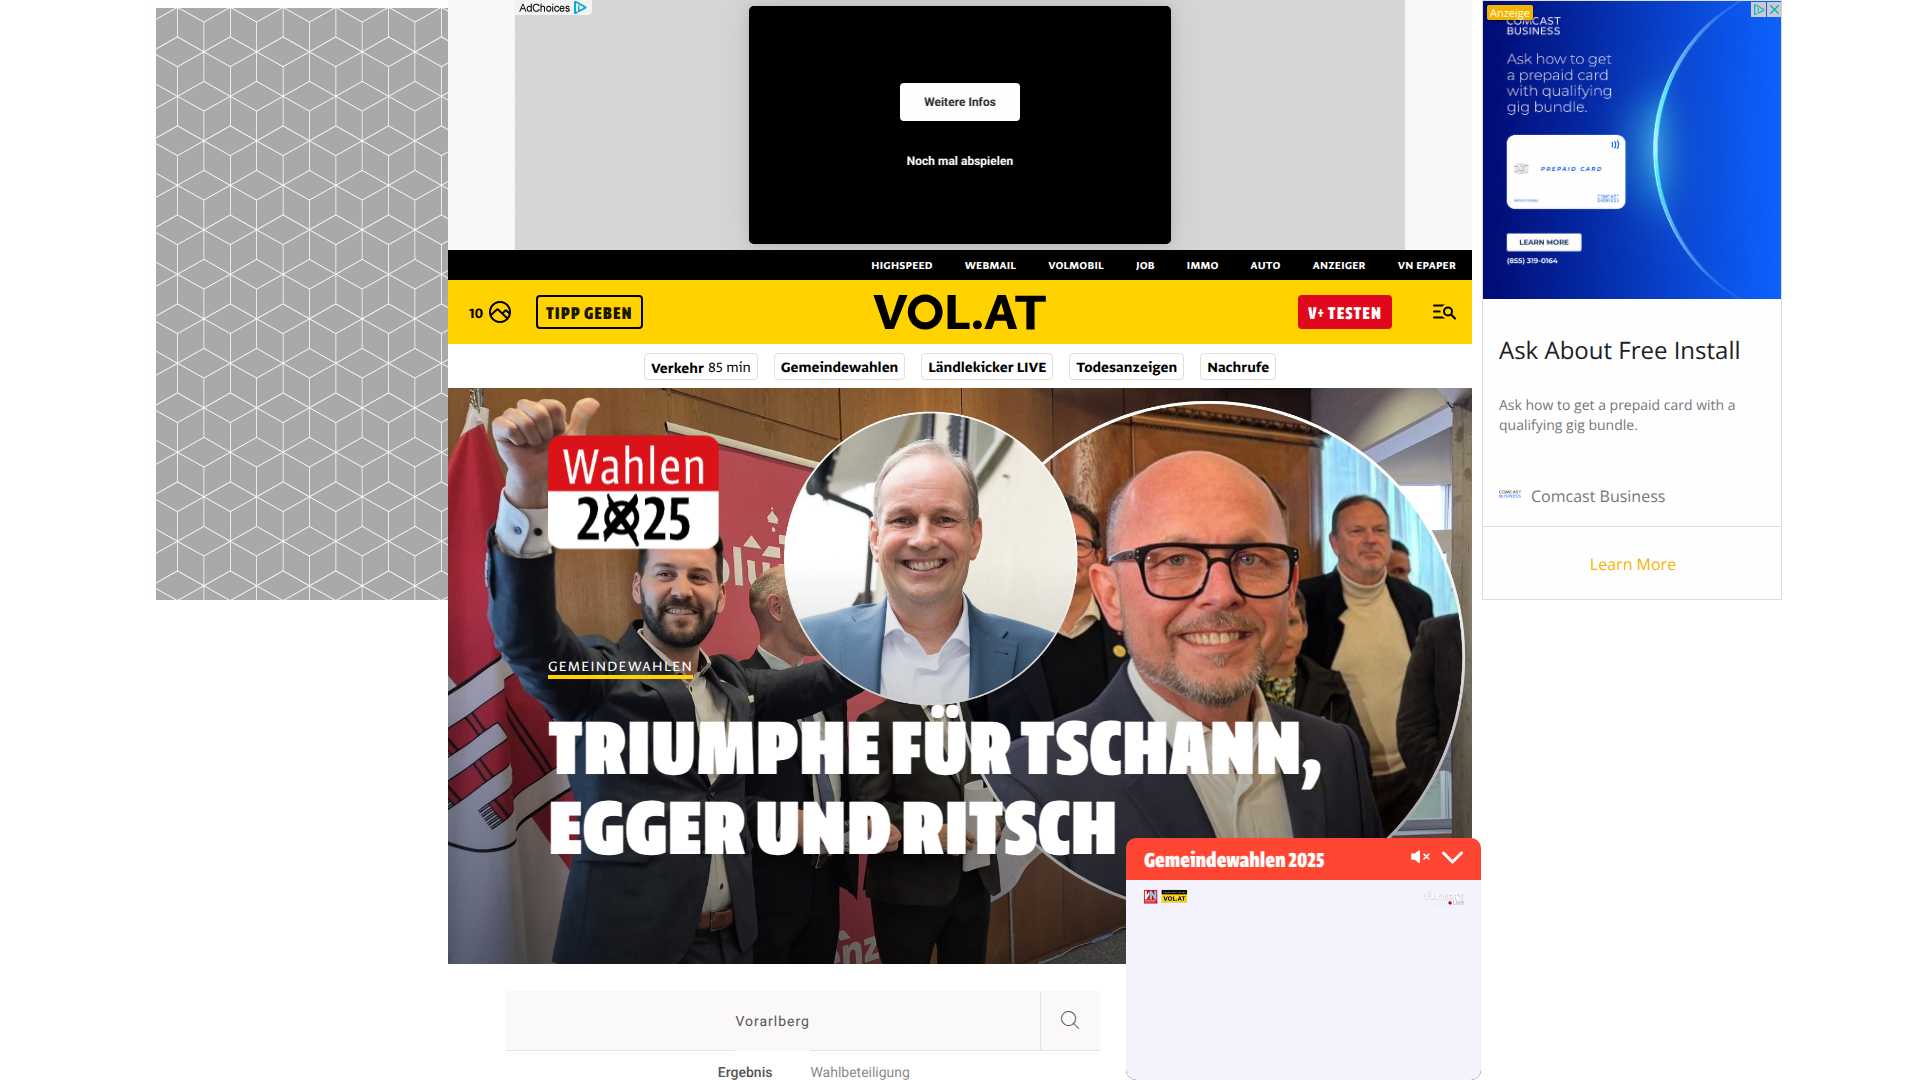 AdChoices
Weitere Infos
Noch mal abspielen
Anzeige
COMCAST
BUSINESS
Ask how to get
a prepaid card
with qualifying
gig bundle.
PREPAID CARD
LEARN MORE
(855) 319-0164
HIGHSPEED WEBMAIL VOLMOBIL JOB IMMO AUTO ANZEIGER VN EPAPER
10 TIPP GEBEN VOL.AT V+ TESTEN
Verkehr 85 min Gemeindewahlen Ländlekicker LIVE Todesanzeigen Nachrufe
Ask About Free Install
Ask how to get a prepaid card with a
qualifying gig bundle.
Comcast Business
Learn More
Wahlen
2025
GEMEINDEWAHLEN
TRIUMPHE FÜR TSCHANN,
EGGER UND RITSCH
Gemeindewahlen 2025
VOL.AT
Vorarlberg
Ergebnis Wahlbeteiligung